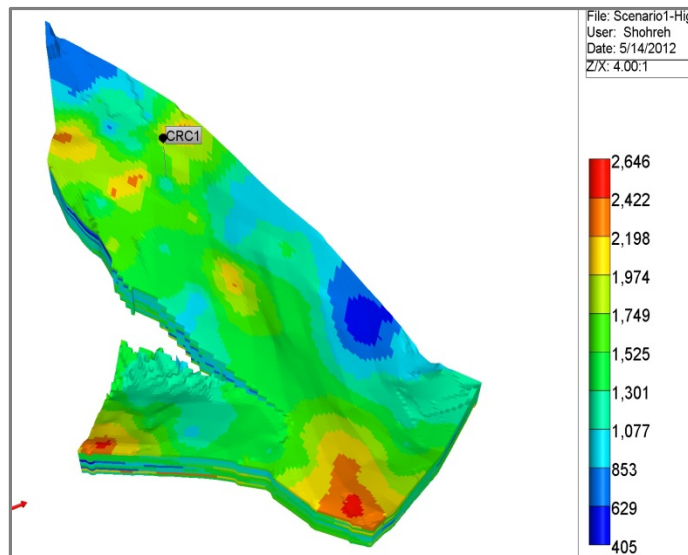 File: Scenario1-Hig
User: Shohreh
Date: 5/14/2012
Z/X: 4.00:1
CRC1
2,646
2,422
2,198
1,974
1,749
1,525
1,301
1,077
853
629
405